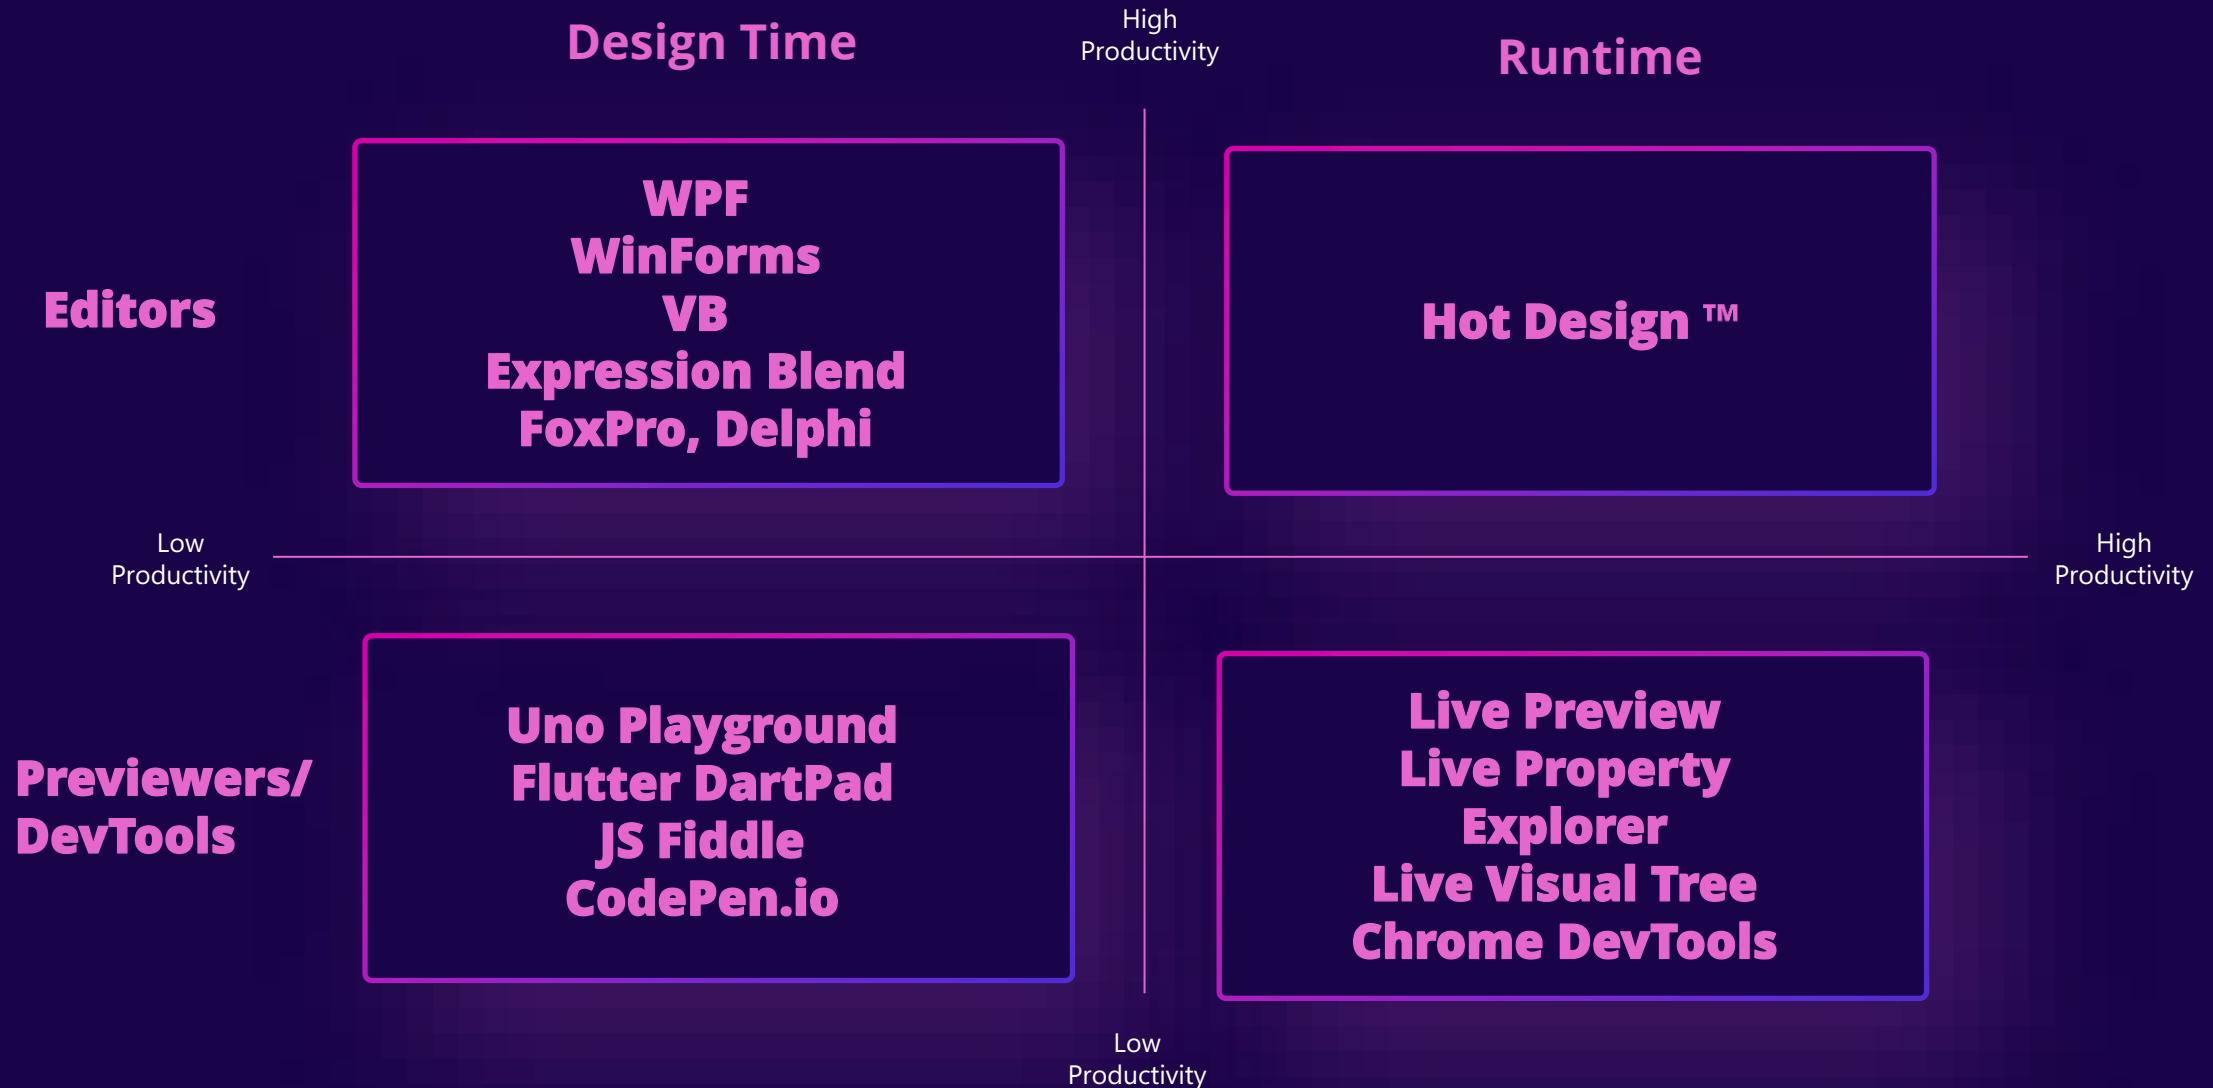 Design Time
High
Productivity
Runtime
WPF
WinForms
VB
Expression Blend
FoxPro, Delphi
Editors
Hot Design ™
Low
Productivity
High
Productivity
Previewers/
DevTools
Uno Playground
Flutter DartPad
JS Fiddle
CodePen.io
Live Preview
Live Property
Explorer
Live Visual Tree
Chrome DevTools
Low
Productivity